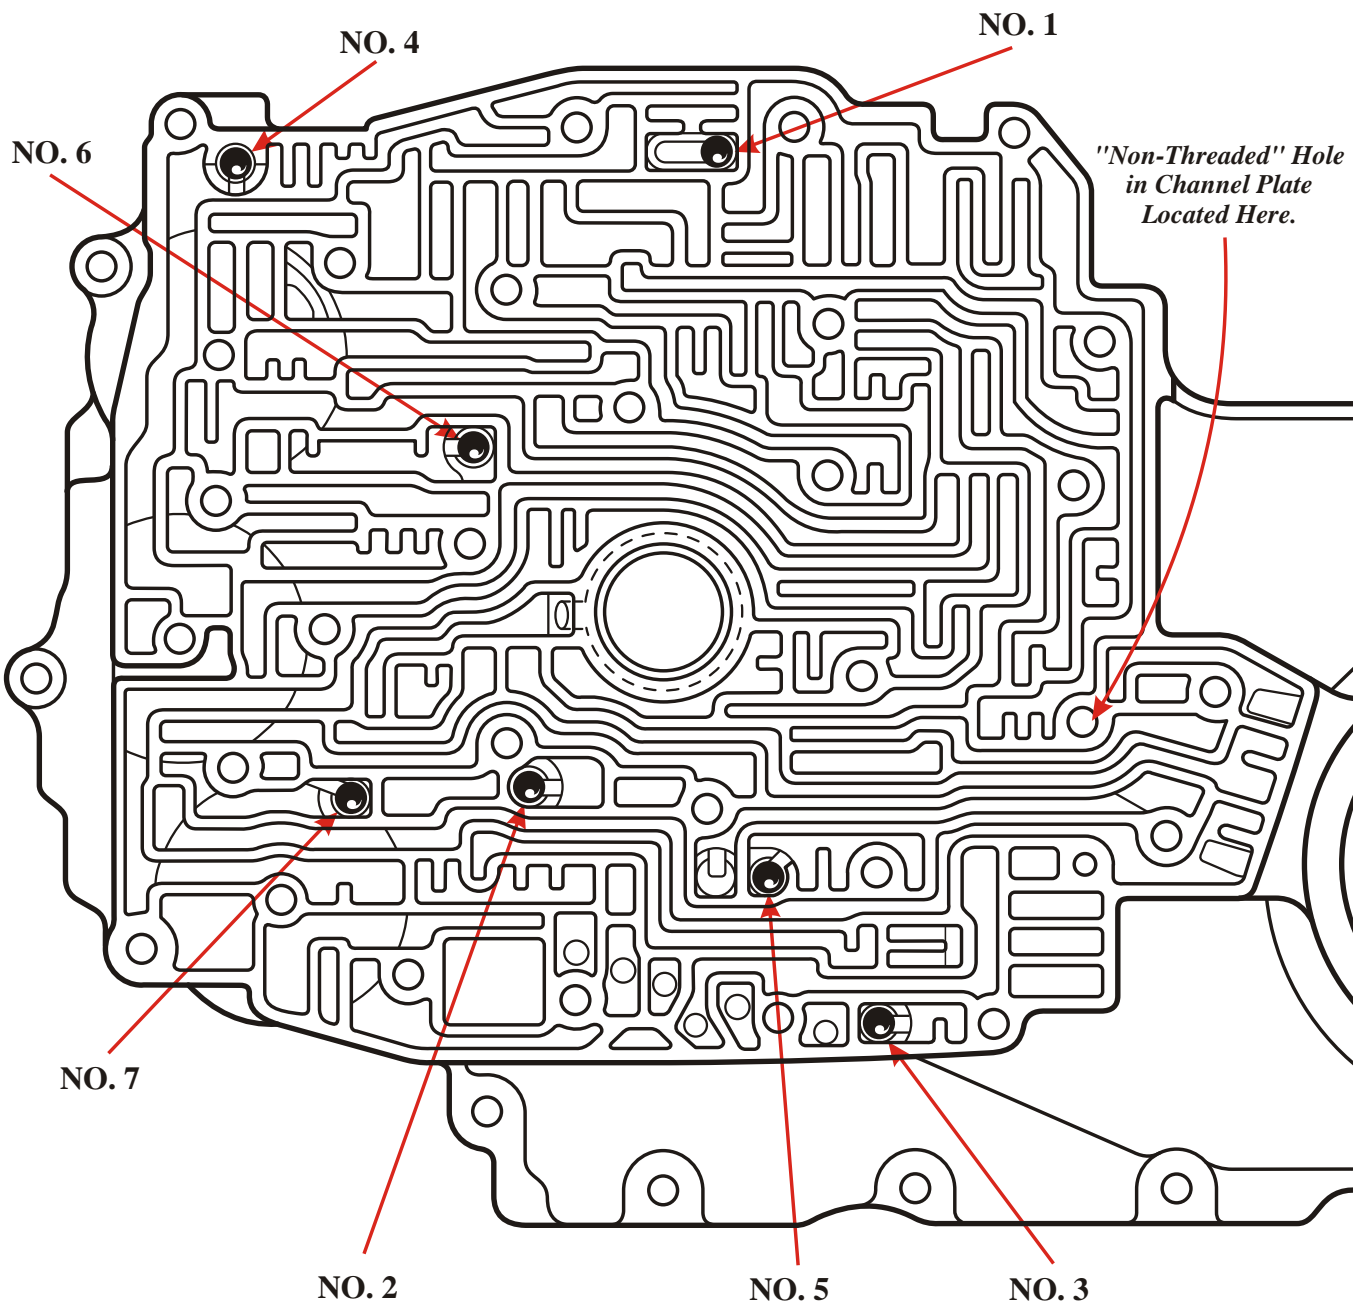 NO. 1
NO. 4
NO. 6
"Non-Threaded" Hole
in Channel Plate
Located Here.
NO. 7
NO. 2
NO. 5
NO. 3